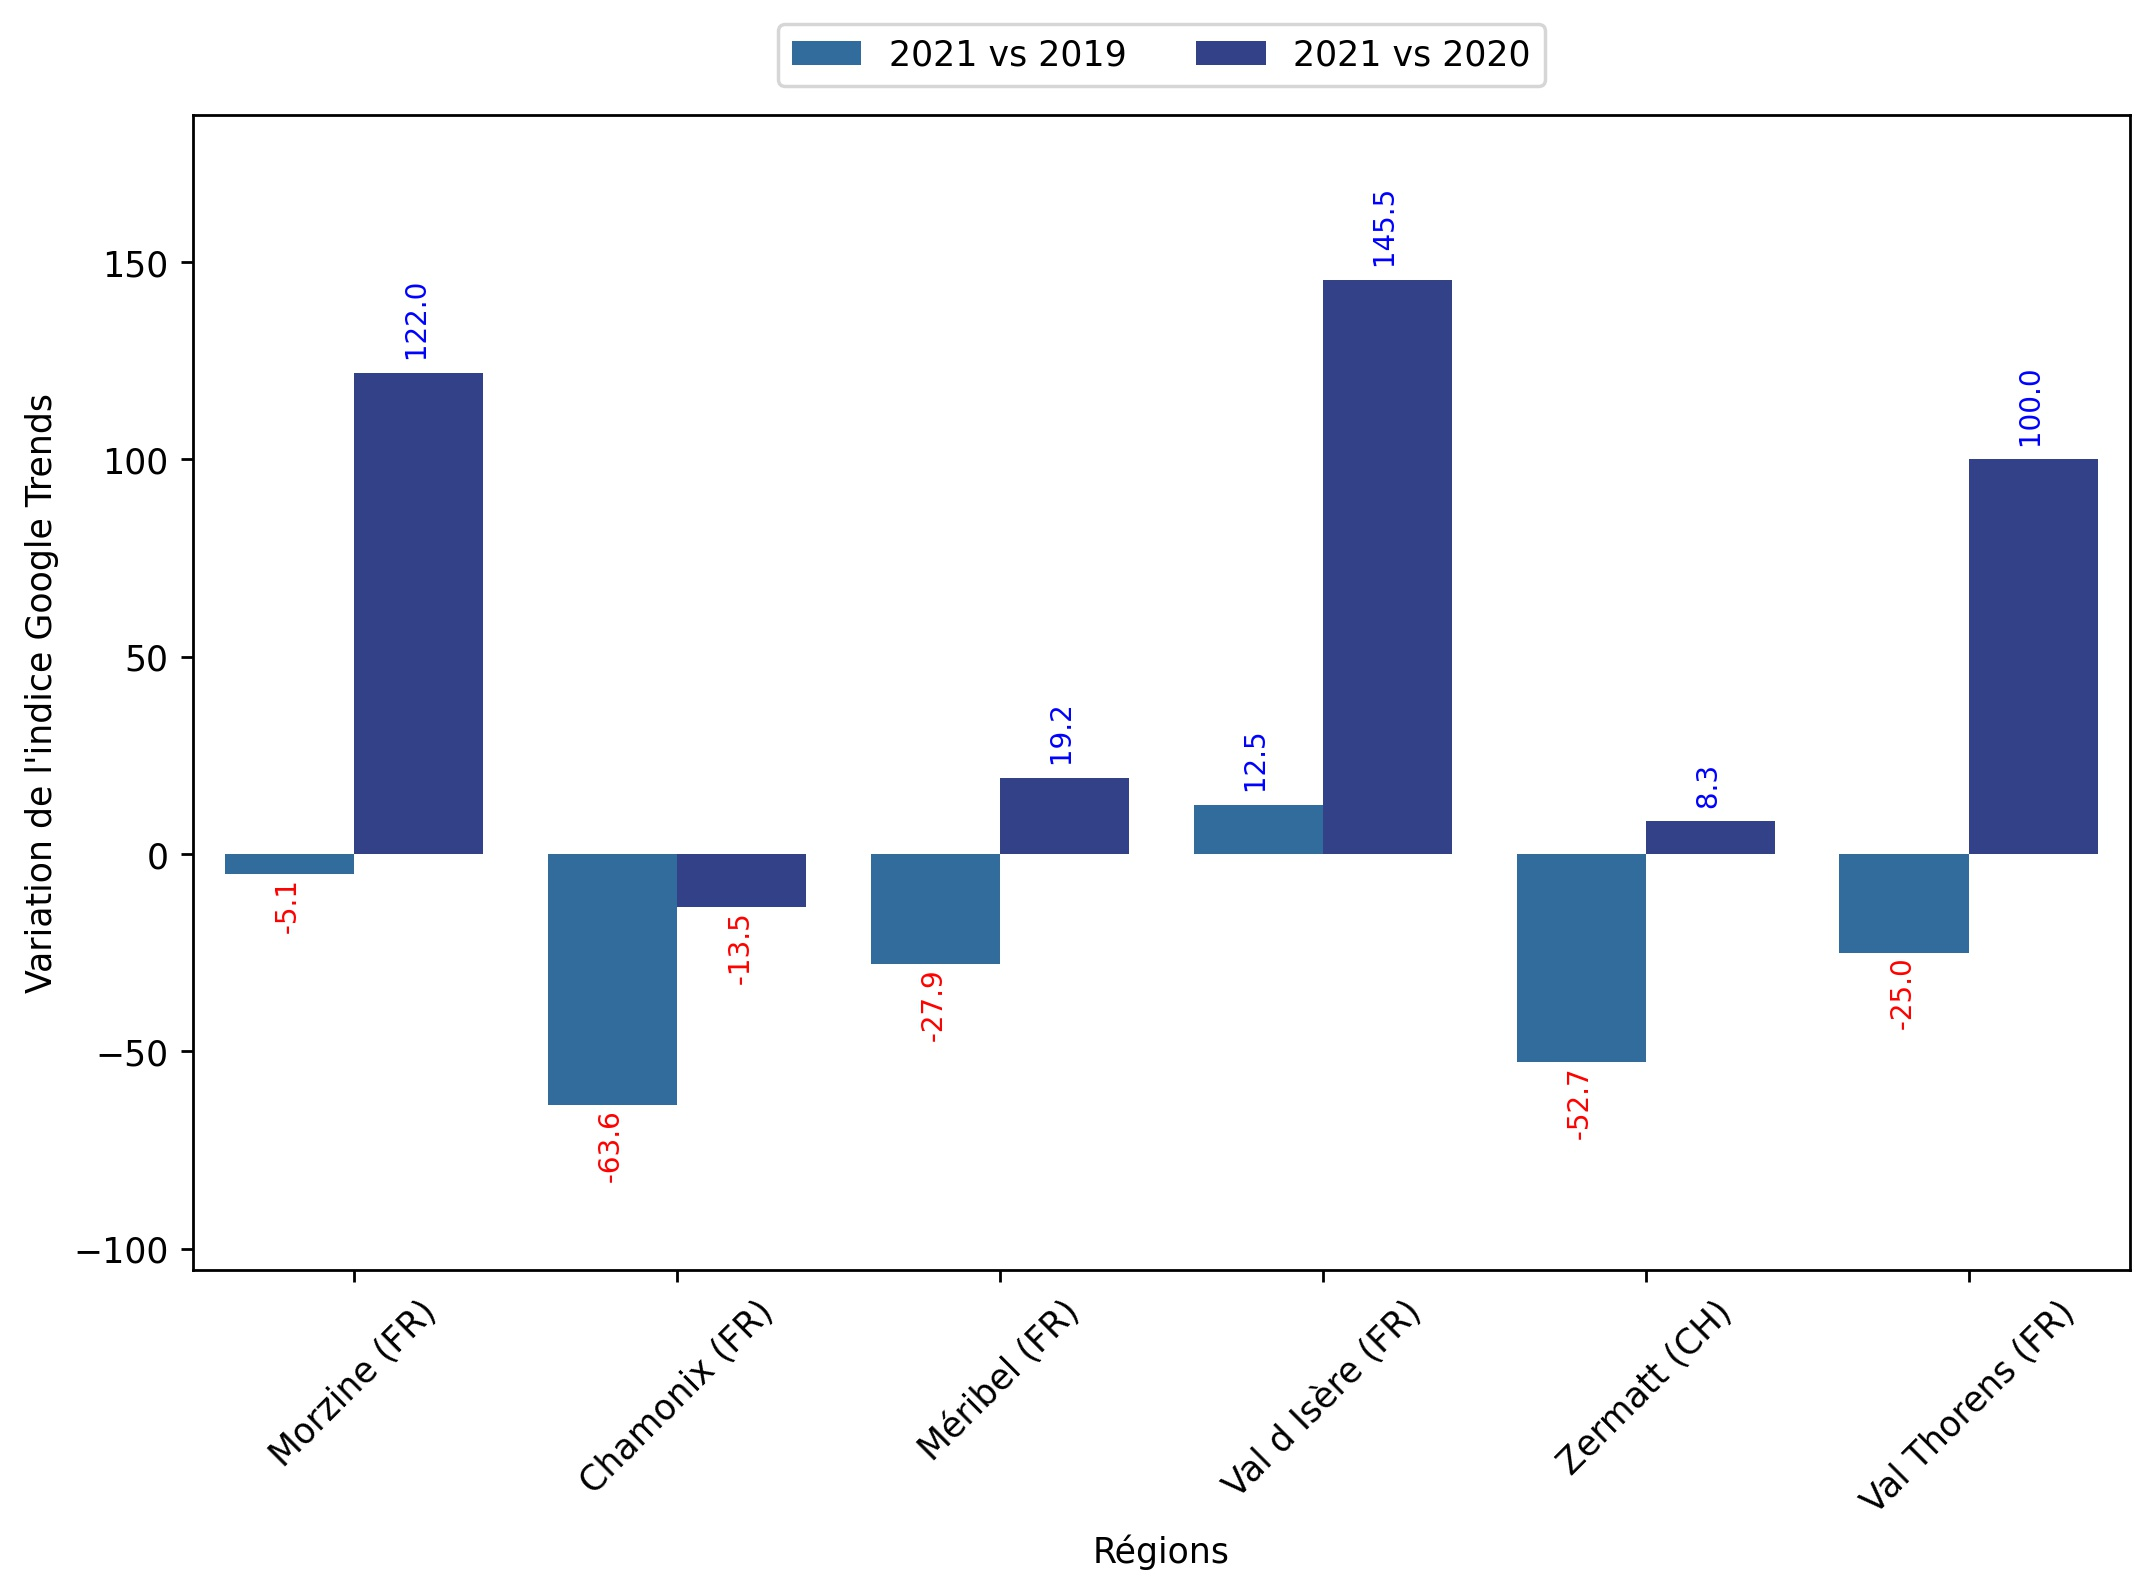 2021 vs 2019
2021 vs 2020
Variation de l'indice Google Trends
150
100
50
0
−50
−100
-5.1
122.0
-63.6
-13.5
-27.9
19.2
12.5
145.5
-52.7
8.3
-25.0
100.0
Morzine (FR)
Chamonix (FR)
Méribel (FR)
Val d Isère (FR)
Zermatt (CH)
Val Thorens (FR)
Régions